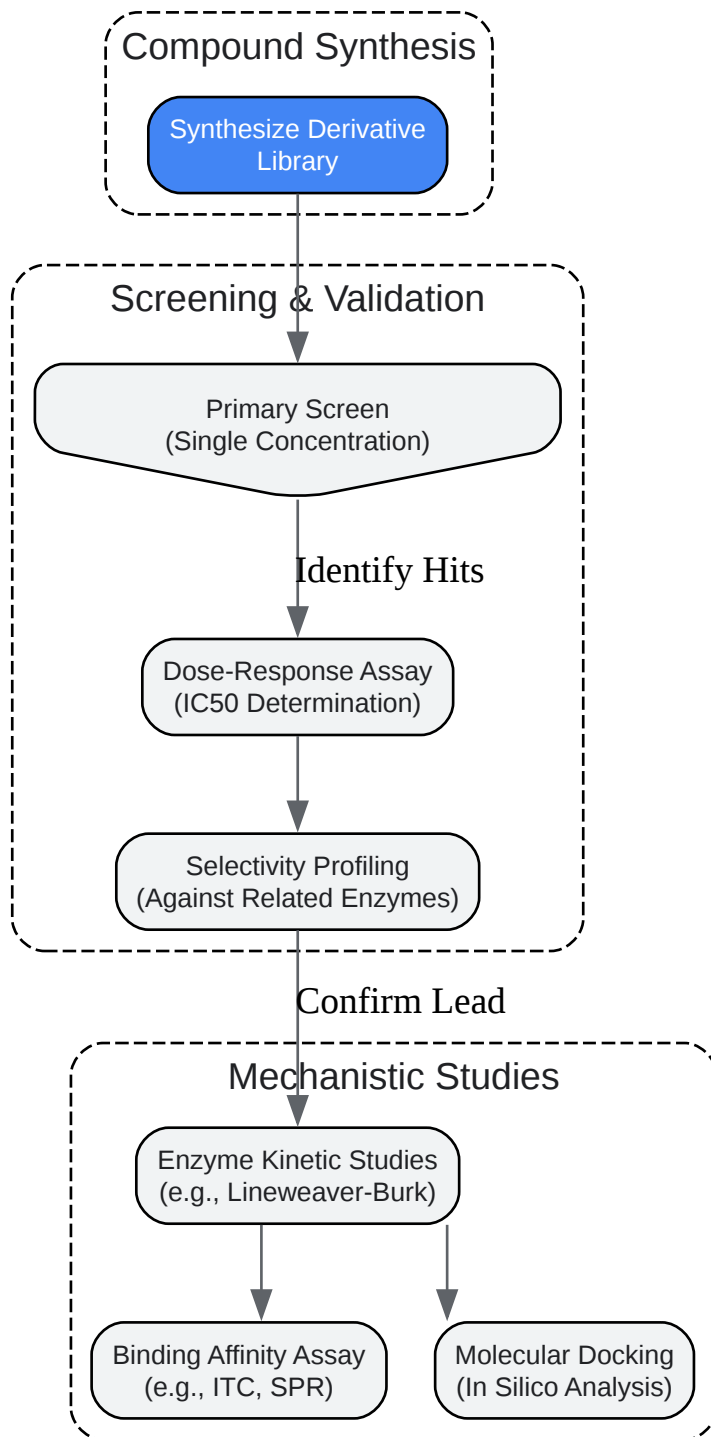 Compound Synthesis
Synthesize Derivative
Library
Screening & Validation
Primary Screen
(Single Concentration)
Identify Hits
Dose-Response Assay
(IC50 Determination)
Selectivity Profiling
(Against Related Enzymes)
Confirm Lead
Mechanistic Studies
Enzyme Kinetic Studies
(e.g., Lineweaver-Burk)
Binding Affinity Assay
(e.g., ITC, SPR)
Molecular Docking
(In Silico Analysis)